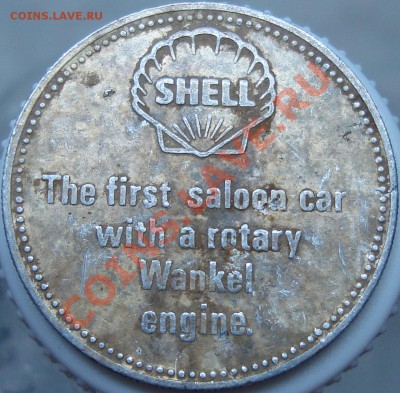 COINS.LAVE.RU
SHELL
The first saloon car
with a rotary
Wankel
engine.
COINS.LAVE.RU